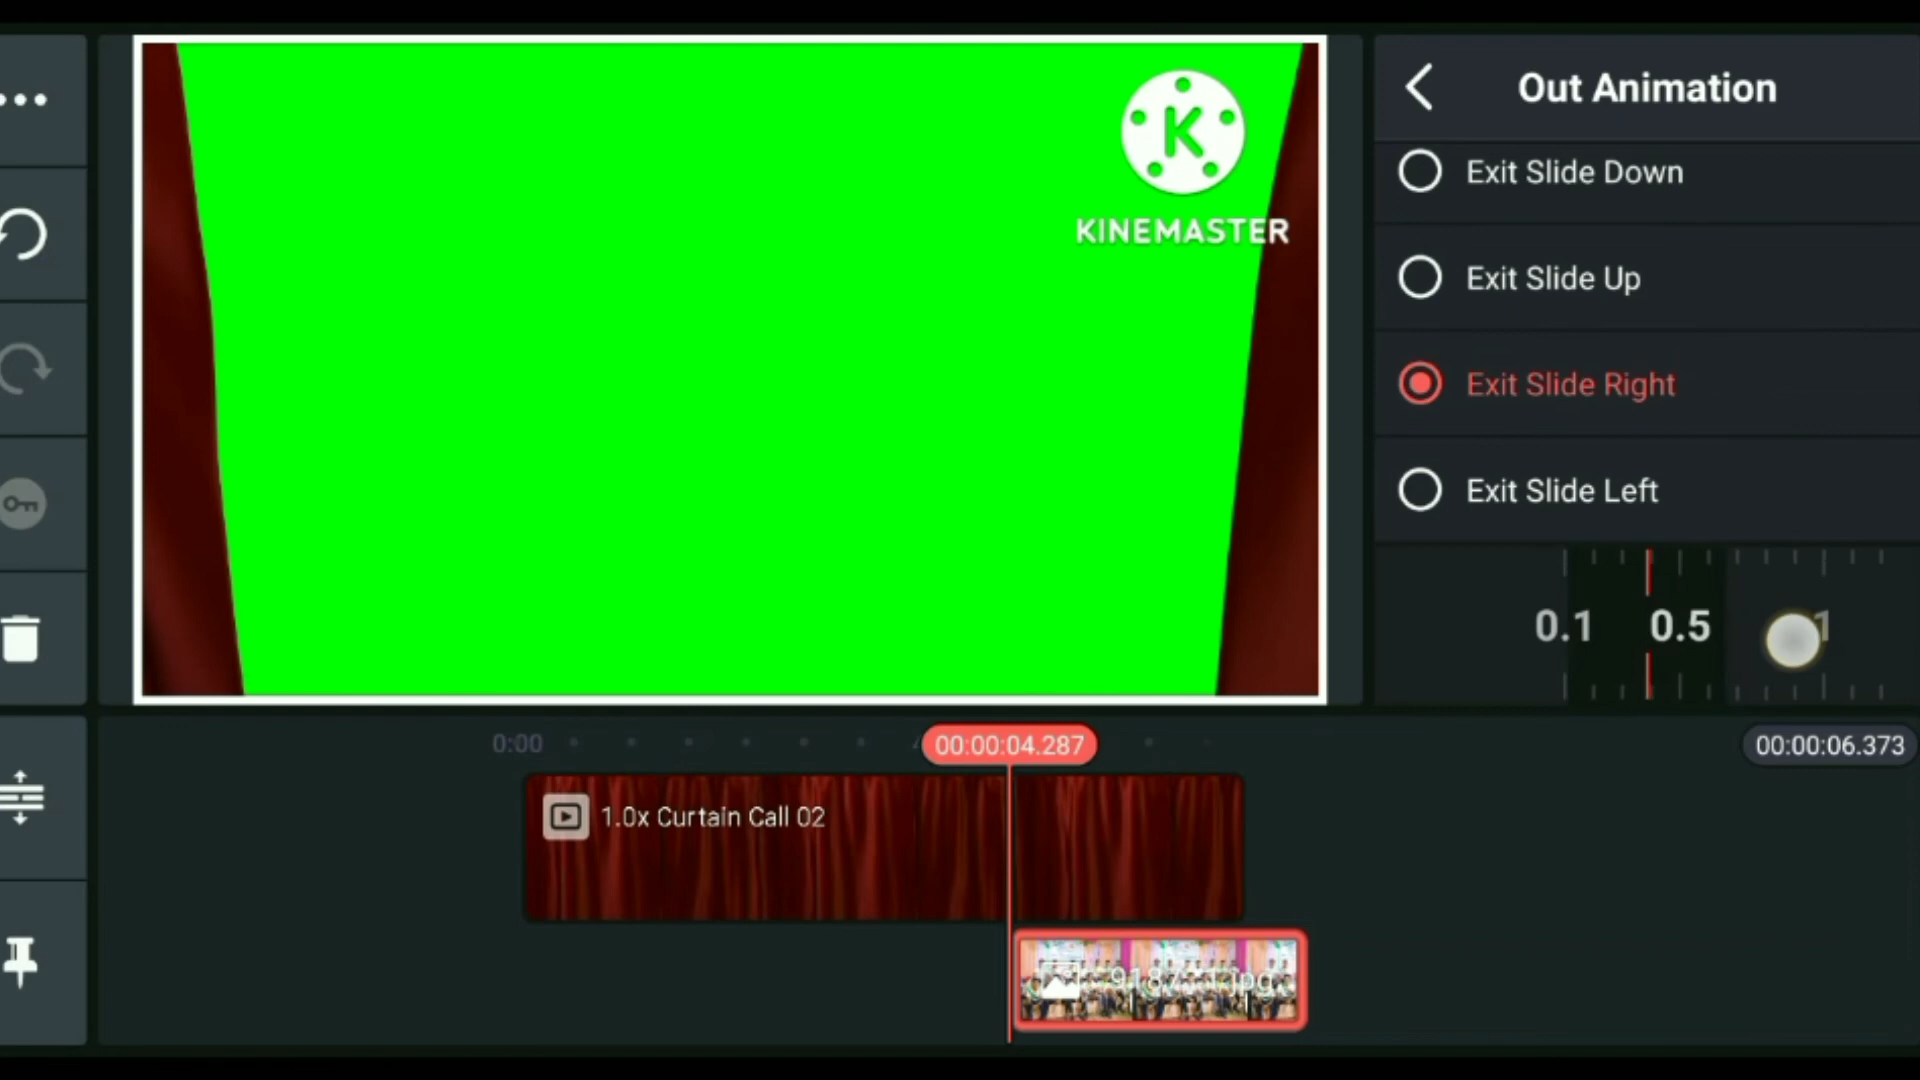 Out Animation
Exit Slide Down
Exit Slide Up
Exit Slide Right
Exit Slide Left
0.1
0.5
1
K
KINEMASTER
0:00
00:00:04.287
00:00:06.373
1.0x Curtain Call 02